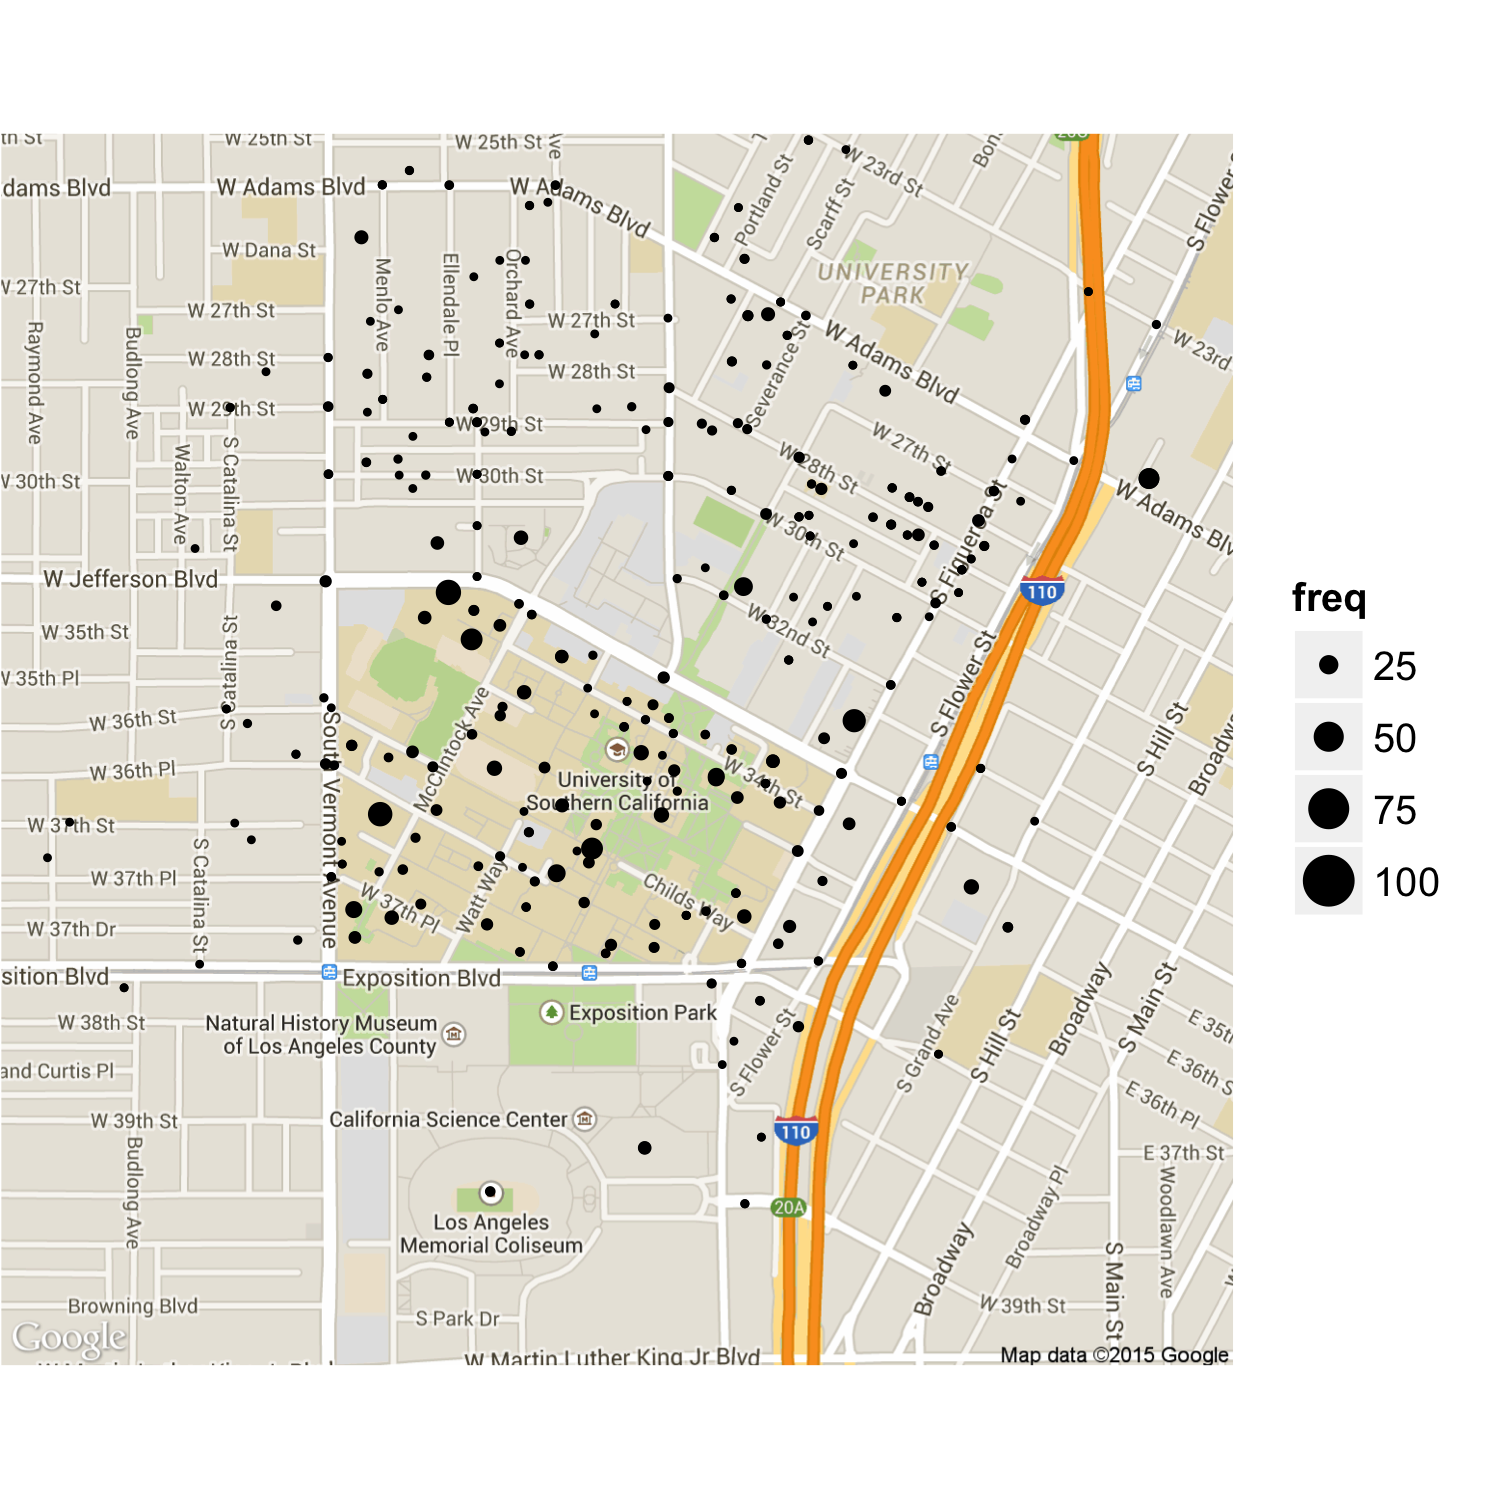 th St
W 25th St
W 25th St
Ave
W 23rd St
Portland St
Scarff St
S Flower
dams Blvd
W Adams Blvd
W Adams Blvd
W Dana St
UNIVERSITY
PARK
W 27th St
W 27th St
W 27th St
Menlo Ave
Ellendale Pl
Orchard Ave
Raymond Ave
Budlong Ave
W 28th St
W 28th St
Severance St
W Adams Blvd
W 23rd
W 29th St
W 29th St
W 27th St
W 28th St
Walton Ave
S Catalina St
W 30th St
W 30th St
W 30th St
S Figueroa St
W Adams Blv
W Jefferson Blvd
110
W 32nd St
W 35th St
S Catalina St
W 35th Pl
S Flower St
W 36th St
McClintock Ave
South Vermont Avenue
S Hill St
Broadw
W 36th Pl
University of
Southern California
W 34th St
W 37th St
S Catalina St
W 37th Pl
W 37th Pl
Watt Way
Childs Way
W 37th Dr
sition Blvd
Exposition Blvd
W 38th St
Natural History Museum
of Los Angeles County
Exposition Park
S Flower St
S Grand Ave
S Hill St
Broadway
S Main St
E 35th
E 36th S
E 36th Pl
and Curtis Pl
W 39th St
California Science Center
110
E 37th St
Budlong Ave
Los Angeles
Memorial Coliseum
20A
Broadway
Broadway Pl
Woodlawn Ave
S Main St
W 39th St
Browning Blvd
S Park Dr
Google
W Martin Luther King Jr Blvd
Map data ©2015 Google
freq
25
50
75
100